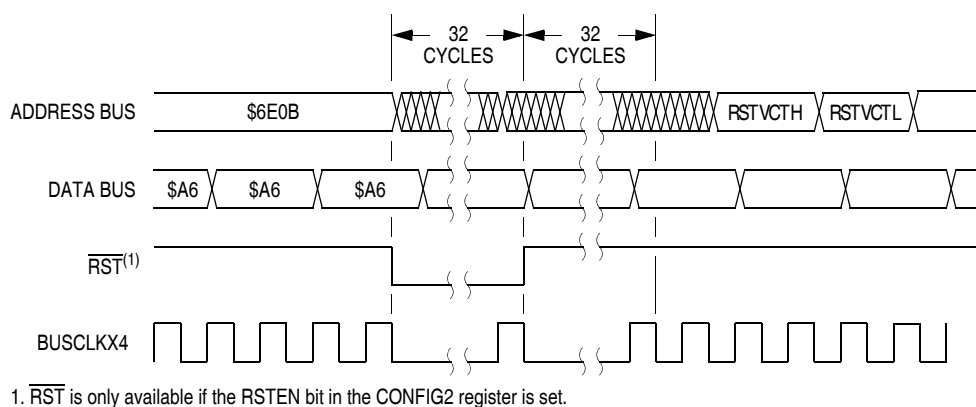 32
CYCLES
32
CYCLES
ADDRESS BUS
$6E0B
RSTVCTH
RSTVCTL
DATA BUS
$A6
$A6
$A6
RST(1)
BUSCLKX4
1. RST is only available if the RSTEN bit in the CONFIG2 register is set.